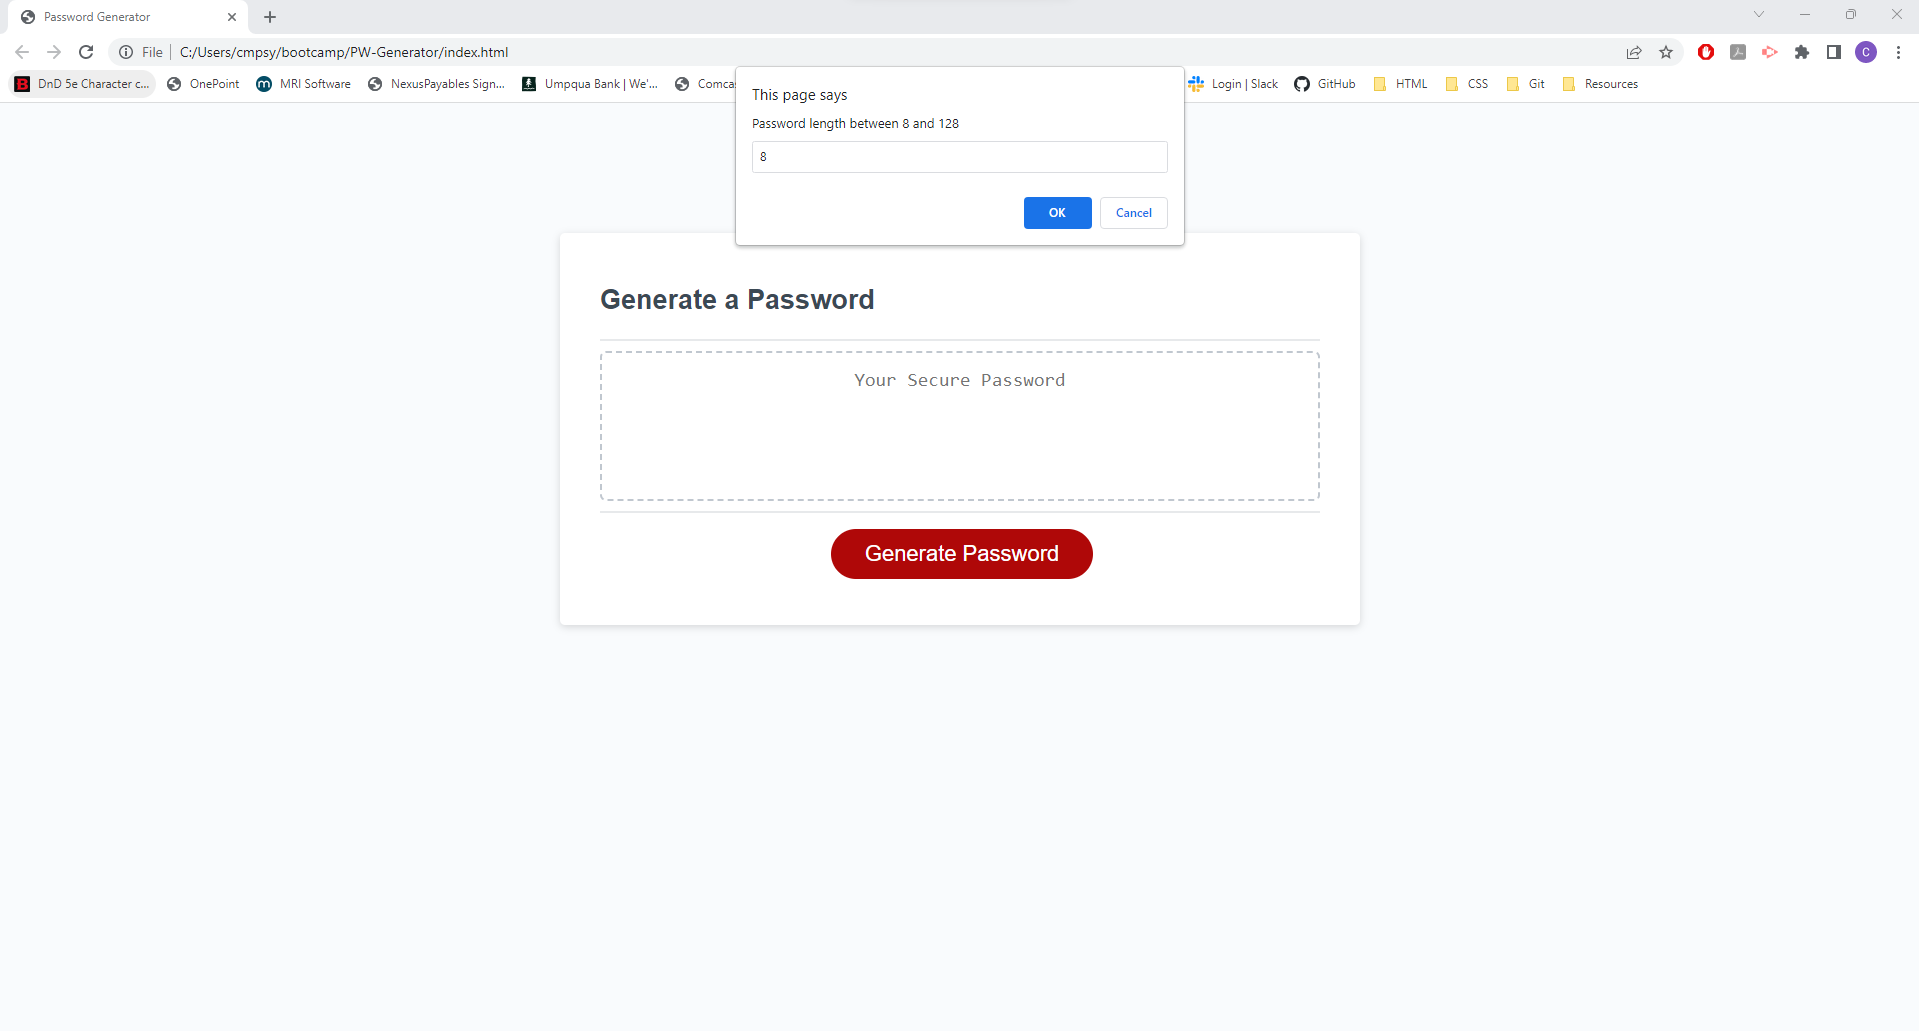 Password Generator
File
C:/Users/cmpsy/bootcamp/PW-Generator/index.html
C
DnD 5e Character c...
OnePoint
m
MRI Software
NexusPayables Sign...
Umpqua Bank | We'...
Comcas
Login | Slack
GitHub
HTML
CSS
Git
Resources
This page says
Password length between 8 and 128
8
OK
Cancel
Generate a Password
Your Secure Password
Generate Password